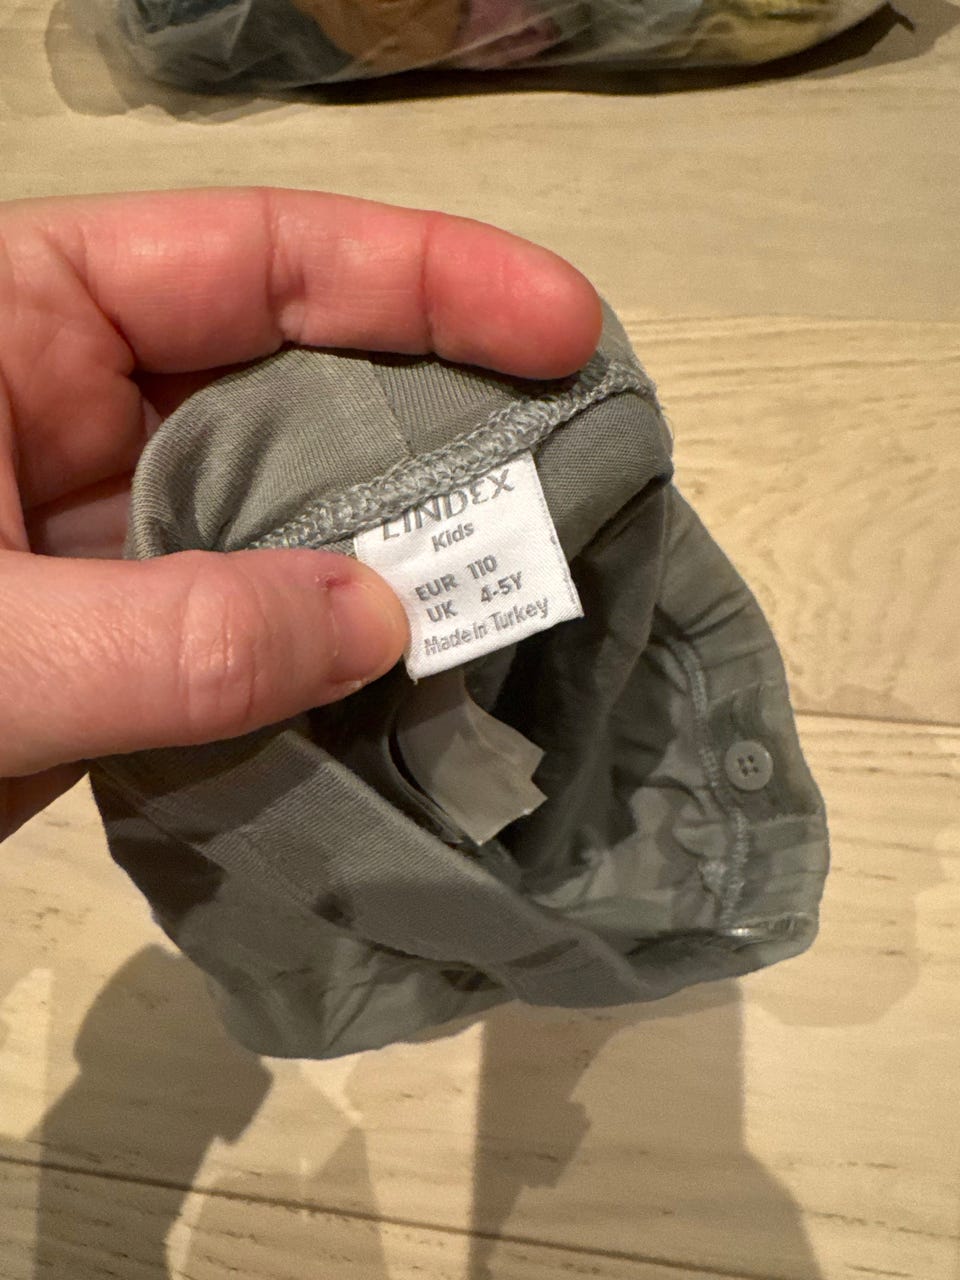 LINDEX
Kids
EUR 110
UK 4-5Y
Made in Turkey